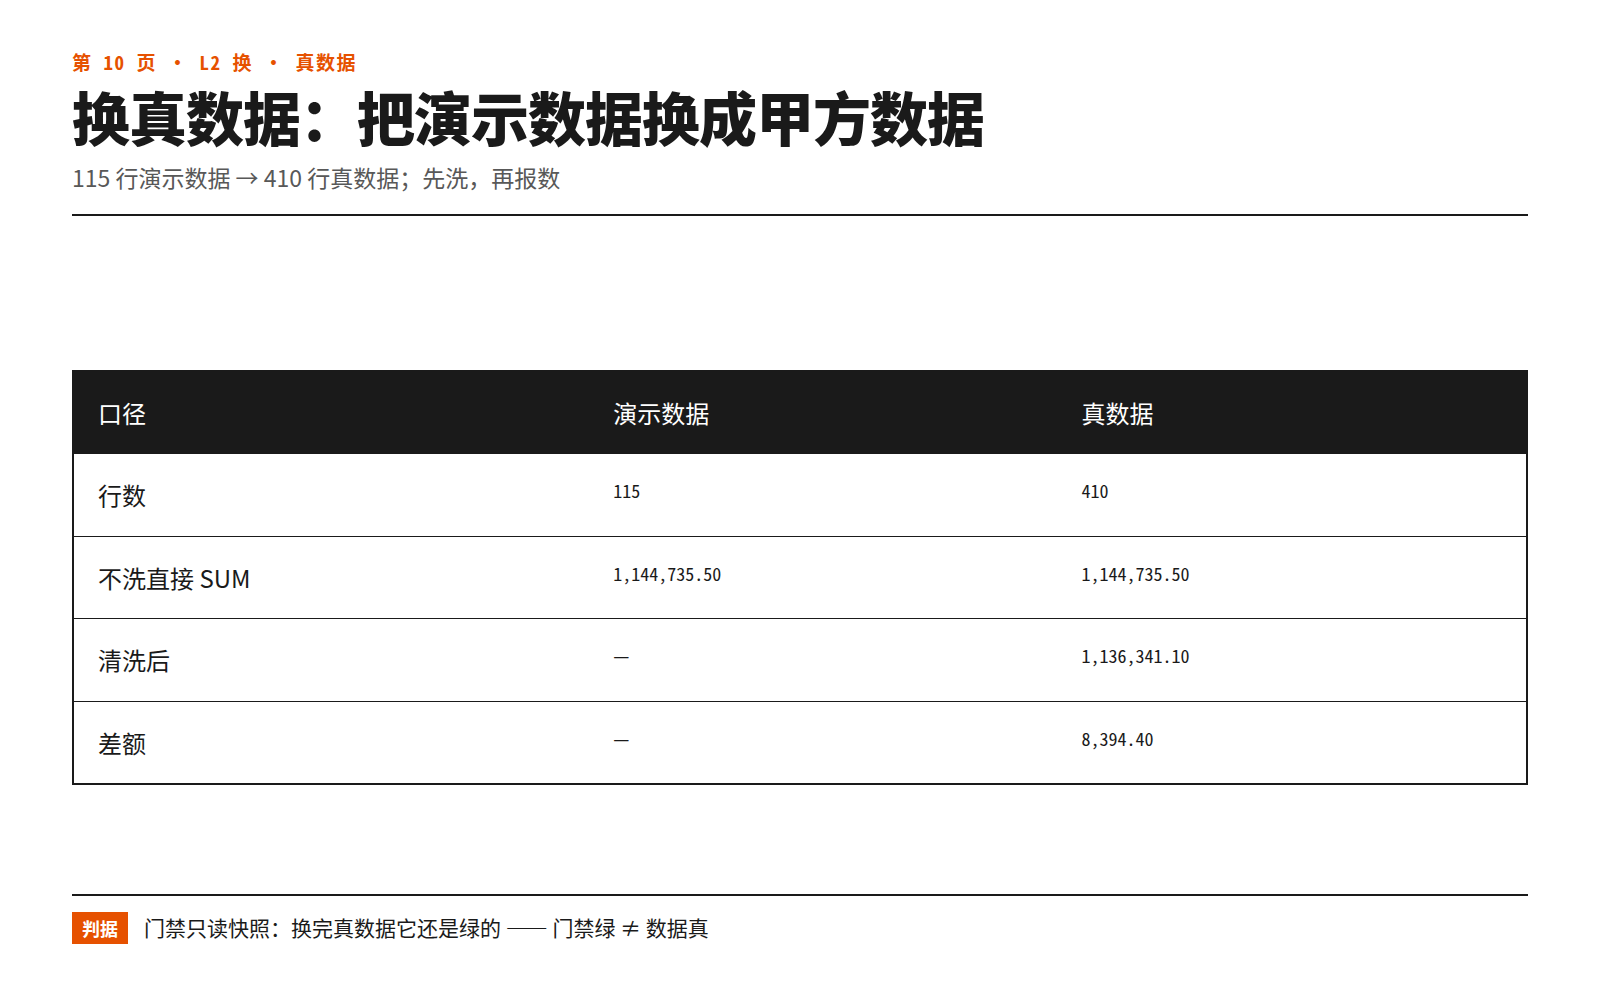 第 10 页 · L2 换 · 真数据
换真数据：把演示数据换成甲方数据
115 行演示数据 → 410 行真数据；先洗，再报数
口径 演示数据 真数据
行数 115 410
不洗直接 SUM 1,144,735.50 1,144,735.50
清洗后 — 1,136,341.10
差额 — 8,394.40
判据 门禁只读快照：换完真数据它还是绿的 —— 门禁绿 ≠ 数据真